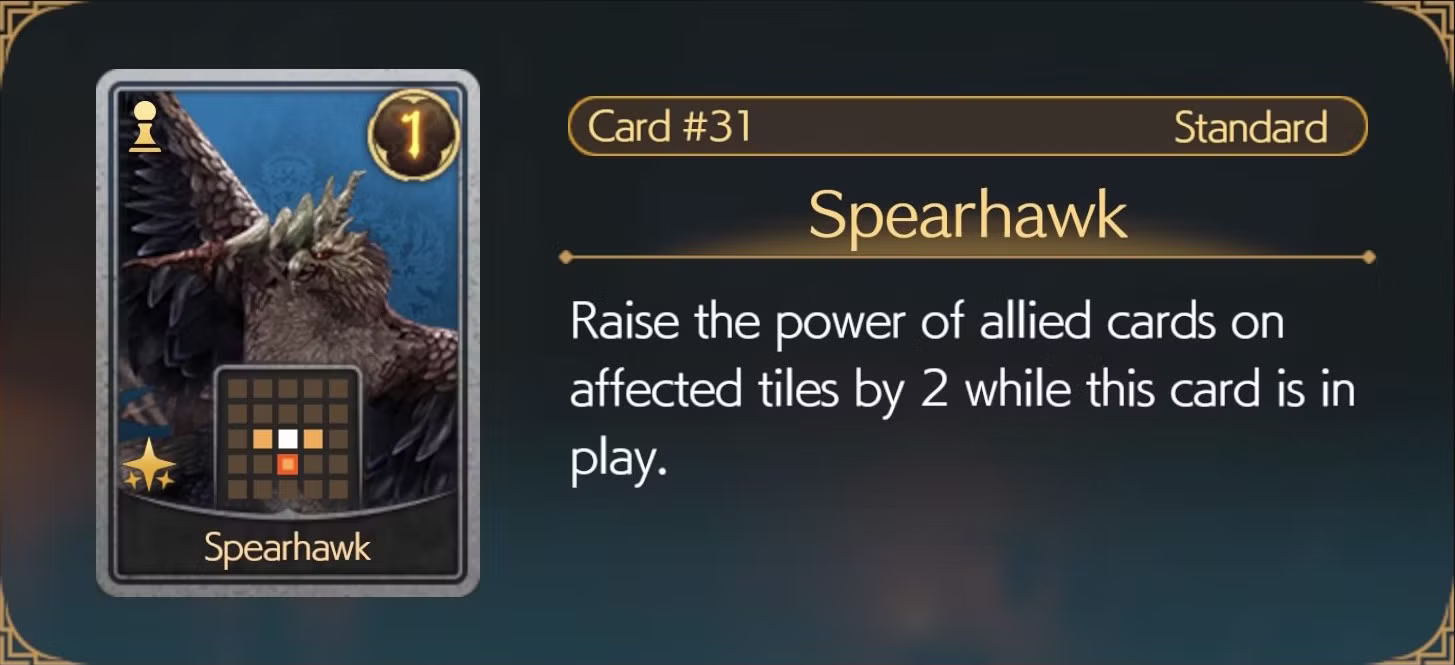 1
Spearhawk
Card #31
Standard
Spearhawk
Raise the power of allied cards on
affected tiles by 2 while this card is in
play.